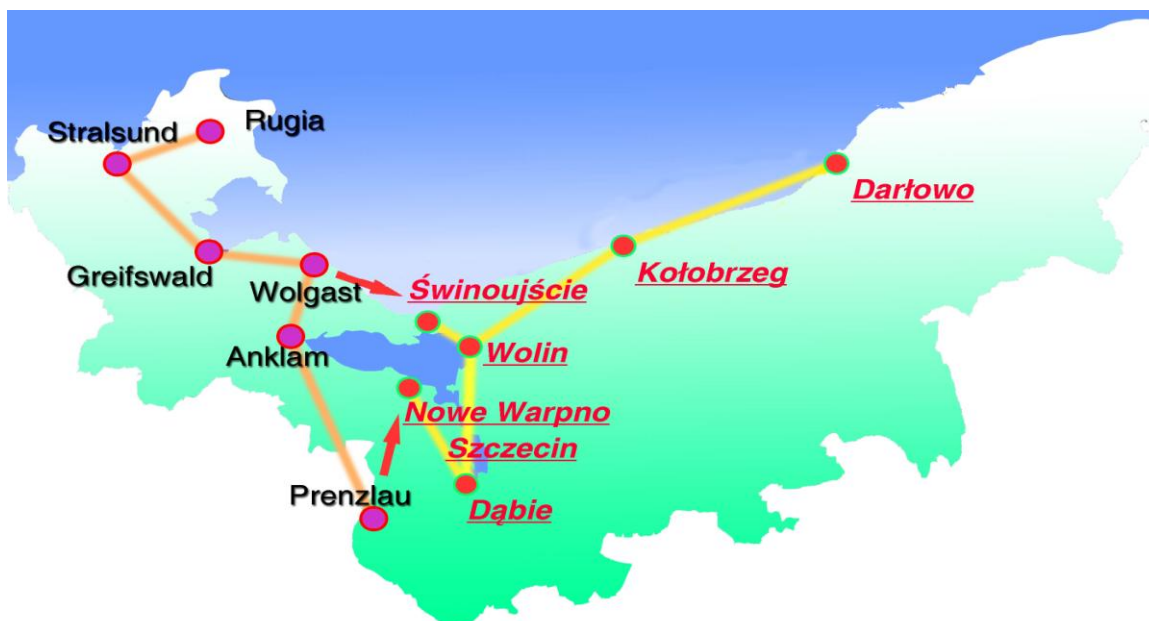 Rugia
Stralsund
Darłowo
Kołobrzeg
Greifswald
Wolgast
Świnoujście
Anklam
Wolin
Nowe Warpno
Szczecin
Prenzlau
Dąbie